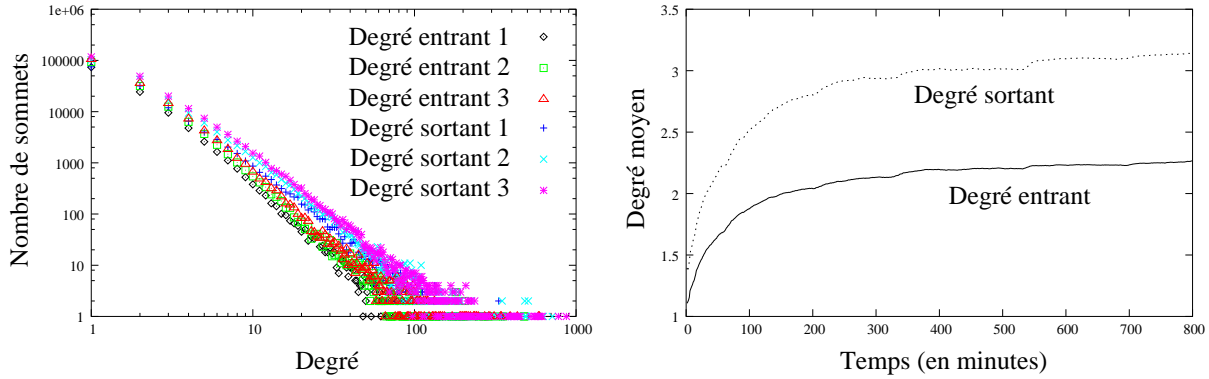 1e+06
100000
10000
1000
100
10
1
1
10
100
1000
Nombre de sommets
Degré
Degré entrant 1
Degré entrant 2
Degré entrant 3
Degré sortant 1
Degré sortant 2
Degré sortant 3
3.5
3
2.5
2
1.5
1
0
100
200
300
400
500
600
700
800
Degré moyen
Temps (en minutes)
Degré sortant
Degré entrant